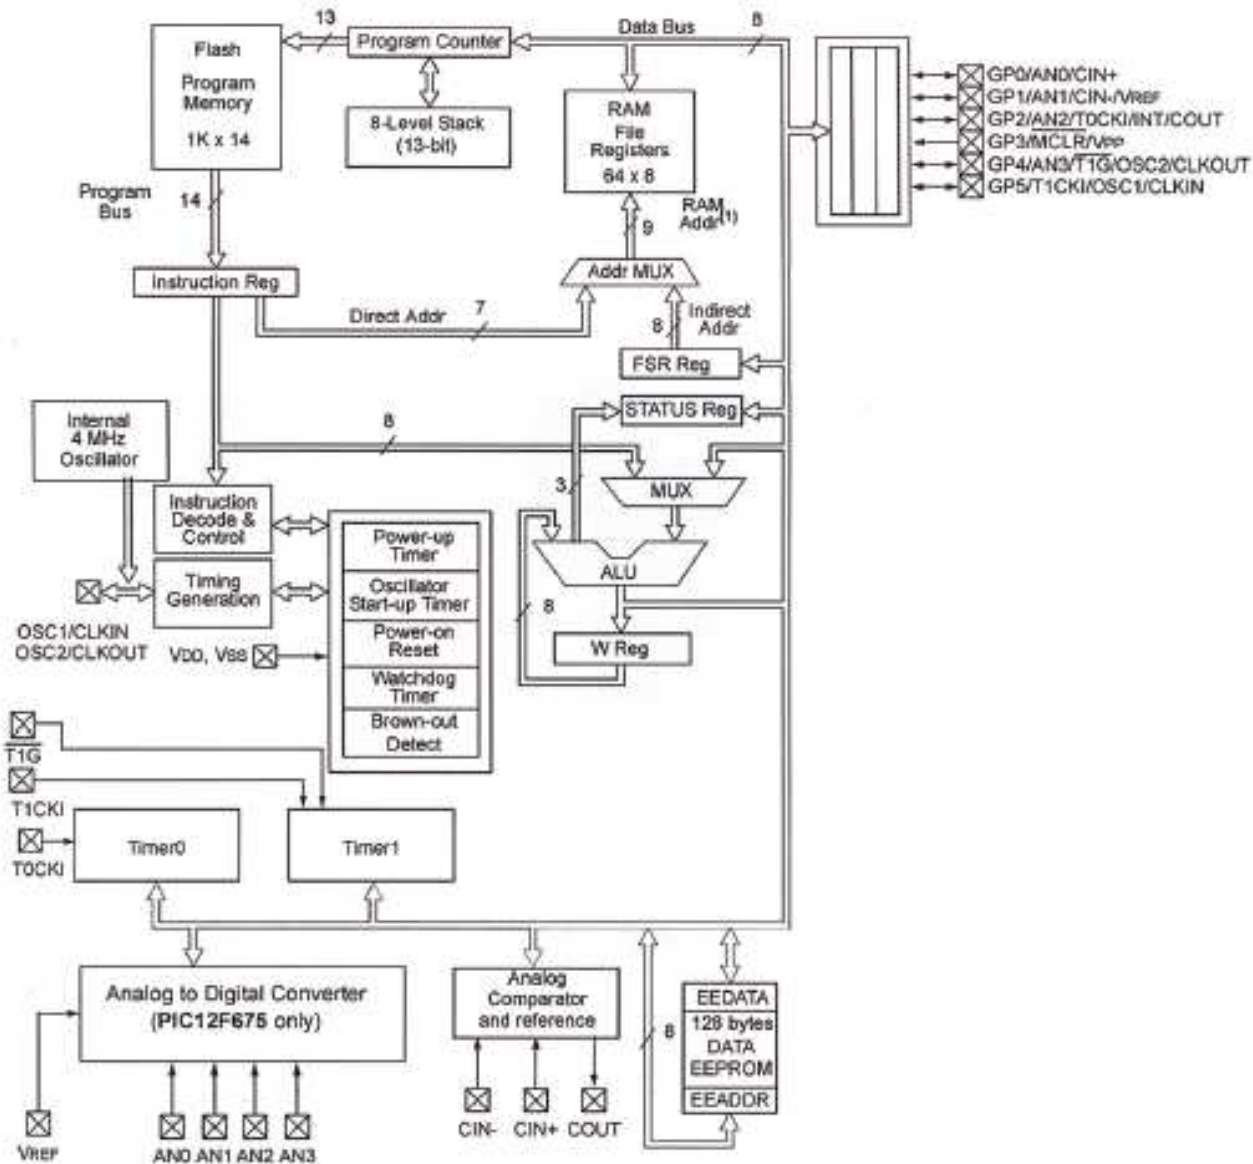 13
Data Bus
8
Flash
Program
Memory
1K x 14
Program Counter
8-Level Stack
(13-bit)
RAM
File
Registers
64 x 8
GP0/AN0/CIN+
GP1/AN1/CIN-/VREF
GP2/AN2/T0CKI/INT/COUT
GP3/MCLR/VPP
GP4/AN3/T1G/OSC2/CLKOUT
GP5/T1CKI/OSC1/CLKIN
Program
Bus
14
RAM
Addr(1)
9
Instruction Reg
Addr MUX
Direct Addr
7
8
Indirect
Addr
FSR Reg
STATUS Reg
Internal
4 MHz
Oscillator
8
3
MUX
Instruction
Decode &
Control
Power-up
Timer
ALU
Timing
Generation
Oscillator
Start-up Timer
8
OSC1/CLKIN
OSC2/CLKOUT
VDD, VSS
Power-on
Reset
W Reg
Watchdog
Timer
Brown-out
Detect
T1G
T1CKI
T0CKI
Timer0
Timer1
Analog to Digital Converter
(PIC12F675 only)
Analog
Comparator
and reference
8
EEDATA
128 bytes
DATA
EEPROM
EEADDR
VREF
AN0 AN1 AN2 AN3
CIN- CIN+ COUT